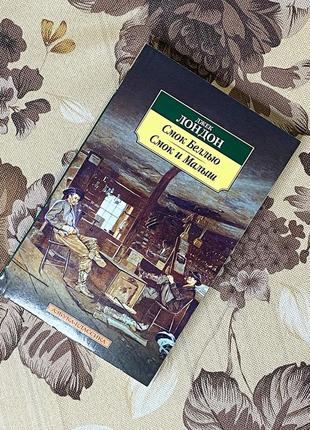 ДЖЕК
ЛОНДОН
Смок Беллью
Смок и Малыш
АЗБУКА-КЛАССИКА